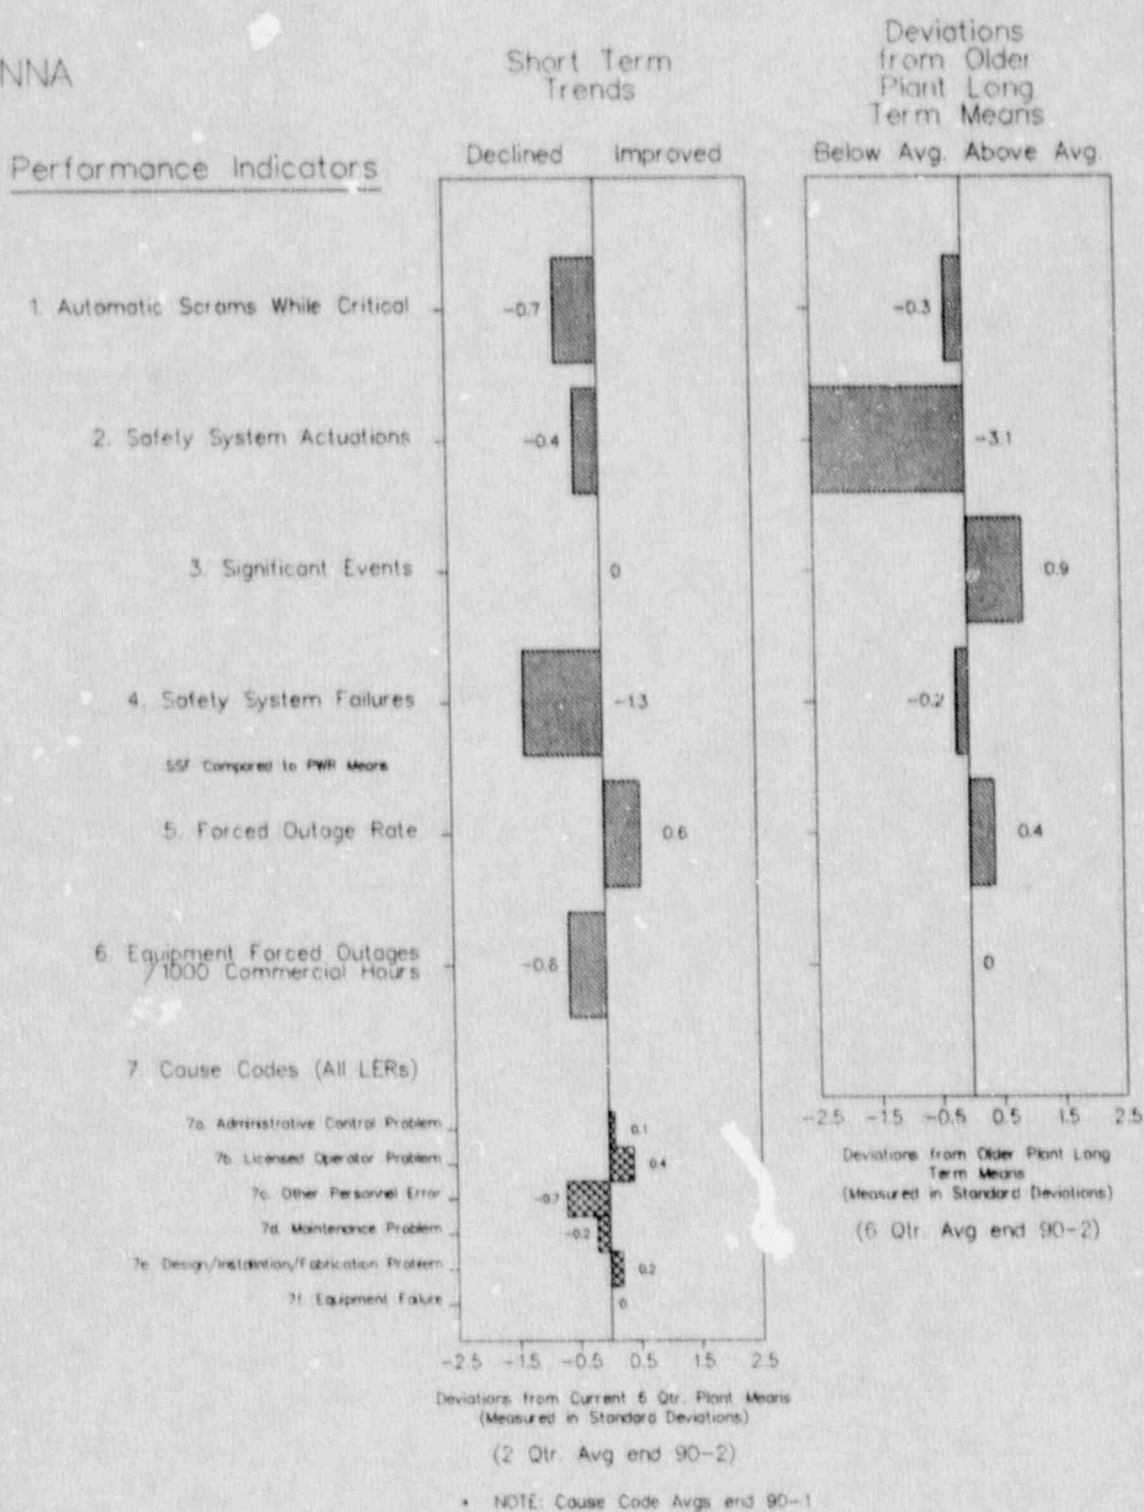 NNA
Short Term
Trends
Deviations
from Older
Plant Long
Term Means
Performance Indicators
Declined Improved
Below Avg. Above Avg.
1. Automatic Scrams While Critical
-0.7
-0.3
2. Safety System Actuations
-0.4
-3.1
3. Significant Events
0
0.9
4. Safety System Failures
-1.3
-0.2
SSF Compared to PWR Means
5. Forced Outage Rate
0.6
0.4
6. Equipment Forced Outages
/1000 Commercial Hours
0
7. Cause Codes (All LERs)
7a. Administrative Control Problem
0.1
7b. Licensed Operator Problem
0.4
7c. Other Personnel Error
-0.7
7d. Maintenance Problem
-0.2
7e. Design/Installation/Fabrication Problem
0.2
7f. Equipment Failure
0
-2.5 -1.5 -0.5 0.5 1.5 2.5
Deviations from Current 6 Qtr. Plant Means
(Measured in Standard Deviations)
(2 Qtr. Avg end 90-2)
• NOTE: Cause Code Avgs end 90-1
-2.5 -1.5 -0.5 0.5 1.5 2.5
Deviations from Older Plant Long
Term Means
(Measured in Standard Deviations)
(6 Qtr. Avg end 90-2)